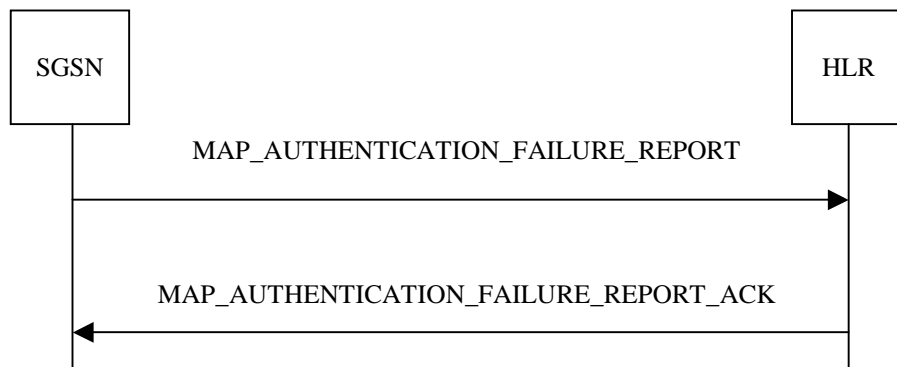 SGSN
HLR
MAP_AUTHENTICATION_FAILURE_REPORT
MAP_AUTHENTICATION_FAILURE_REPORT_ACK